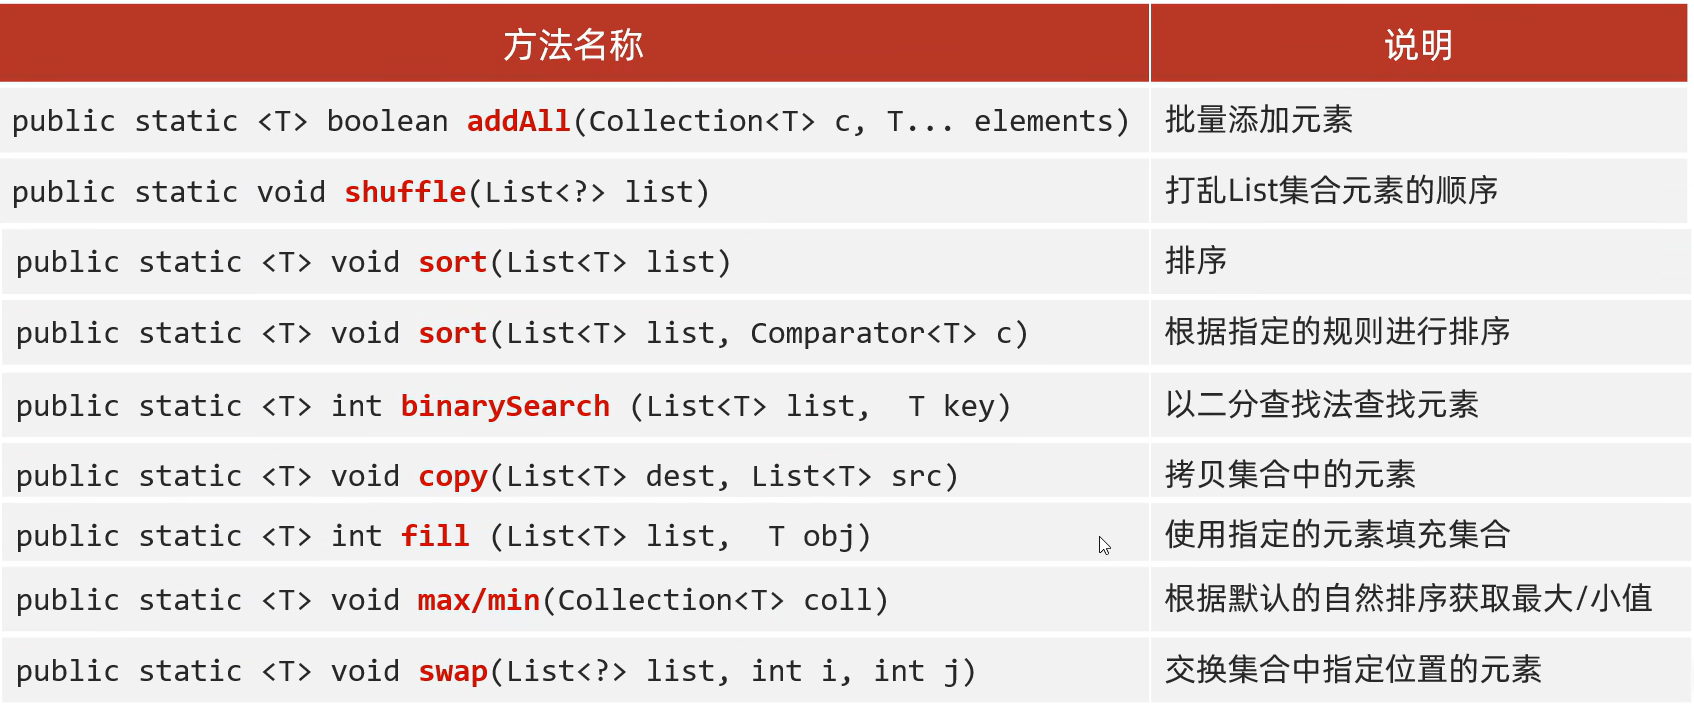 方法名称 说明
public static <T> boolean addAll(Collection<T> c, T... elements) 批量添加元素
public static void shuffle(List<?> list) 打乱List集合元素的顺序
public static <T> void sort(List<T> list) 排序
public static <T> void sort(List<T> list, Comparator<T> c) 根据指定的规则进行排序
public static <T> int binarySearch (List<T> list,  T key) 以二分查找法查找元素
public static <T> void copy(List<T> dest, List<T> src) 拷贝集合中的元素
public static <T> int fill (List<T> list,  T obj) 使用指定的元素填充集合
public static <T> void max/min(Collection<T> coll) 根据默认的自然排序获取最大/小值
public static <T> void swap(List<?> list, int i, int j) 交换集合中指定位置的元素